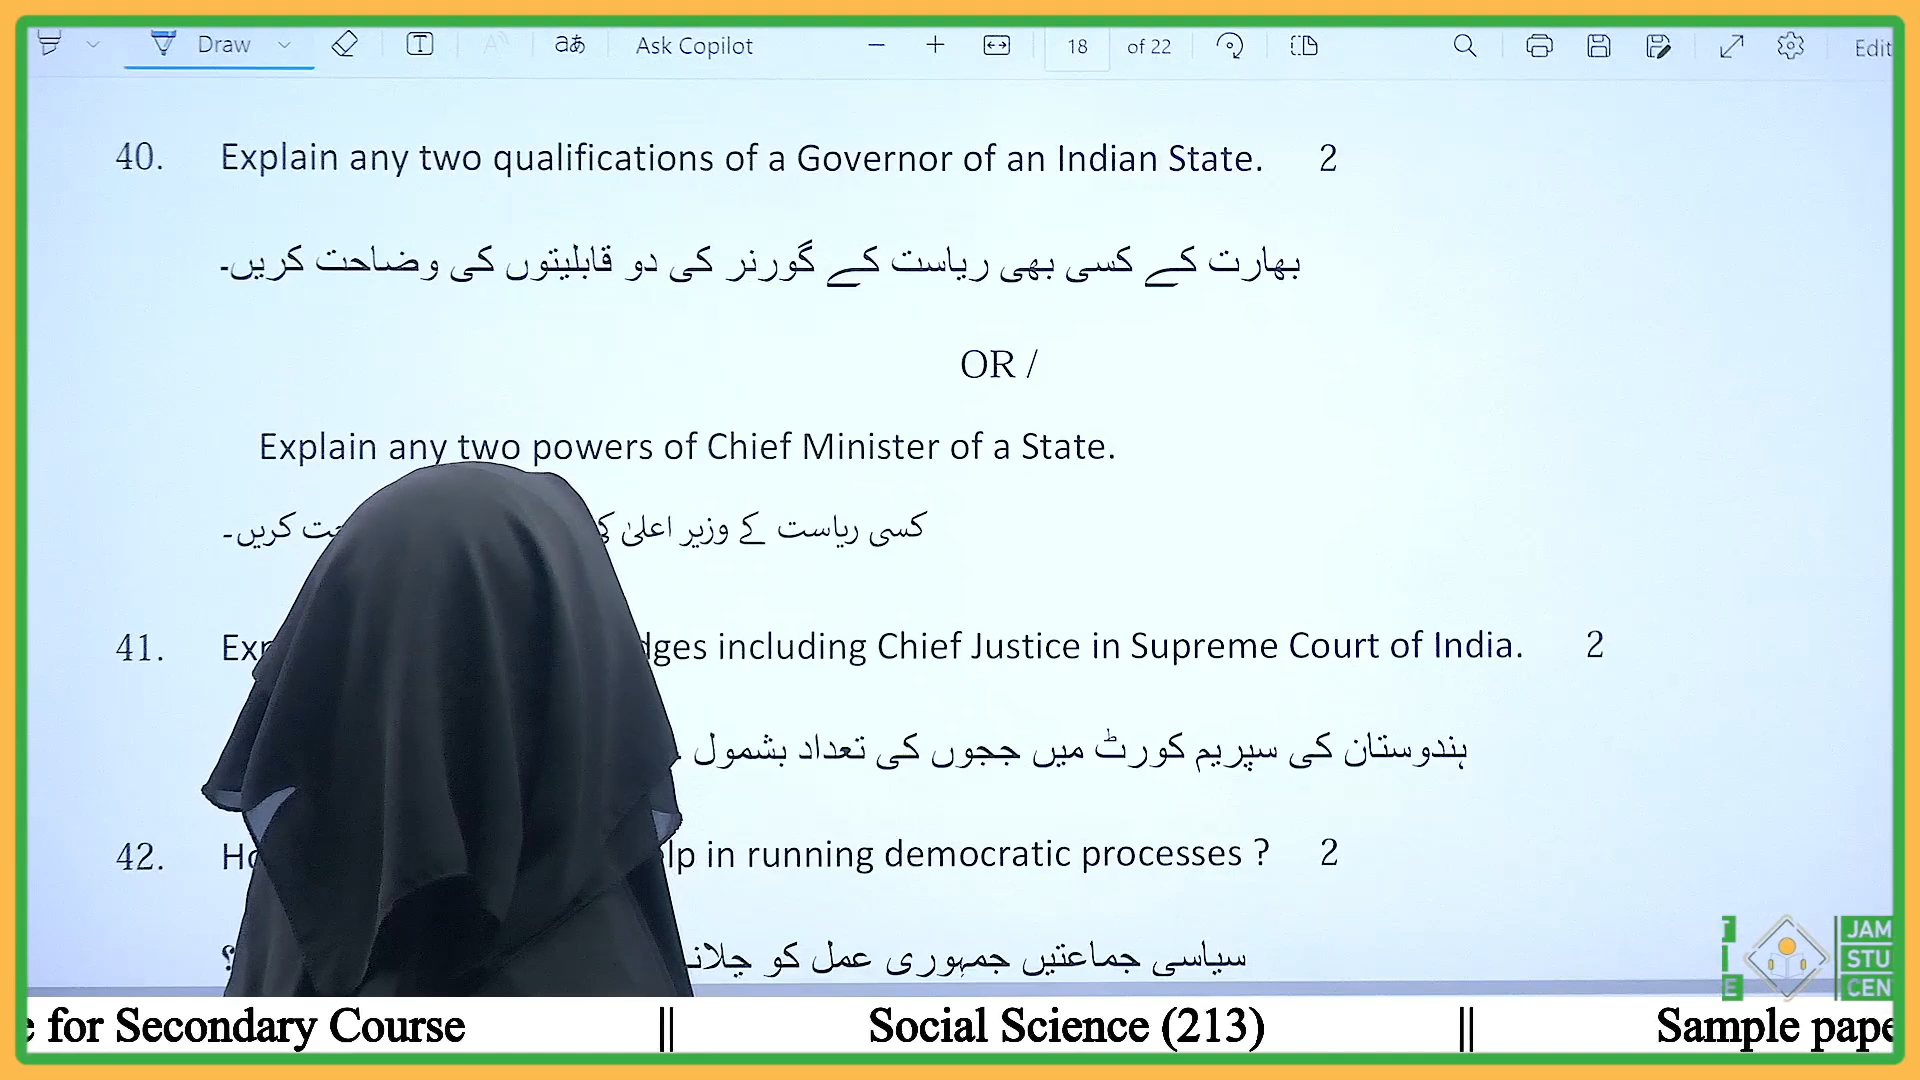 Draw
aあ
Ask Copilot
18
of 22
Edit
40. Explain any two qualifications of a Governor of an Indian State. 2
بھارت کے کسی بھی ریاست کے گورنر کی دو قابلیتوں کی وضاحت کریں۔
OR /
Explain any two powers of Chief Minister of a State.
کسی ریاست کے وزیر اعلیٰ کریں۔
41. including Chief Justice in Supreme Court of India. 2
ہندوستان کی سپریم کورٹ میں ججوں کی تعداد بشمول
42. in running democratic processes ? 2
سیاسی جماعتیں جمہوری عمل کو
for Secondary Course || Social Science (213) || Sample